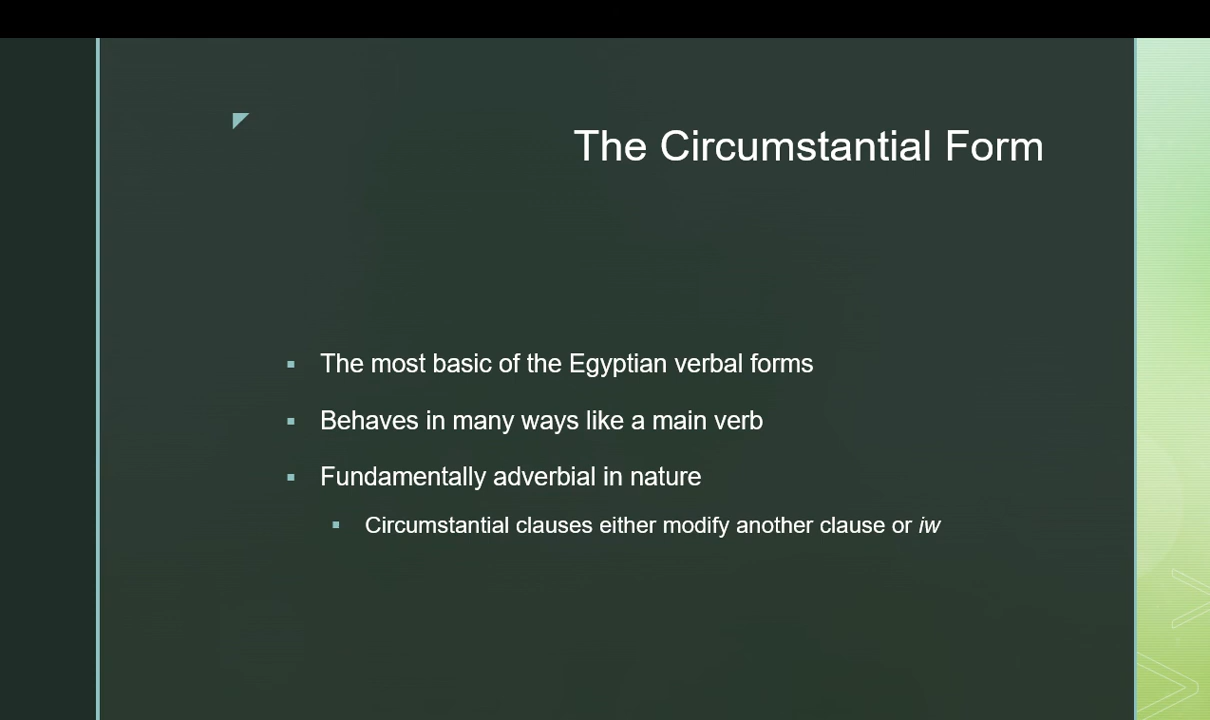 The Circumstantial Form
The most basic of the Egyptian verbal forms
Behaves in many ways like a main verb
Fundamentally adverbial in nature
Circumstantial clauses either modify another clause or iw